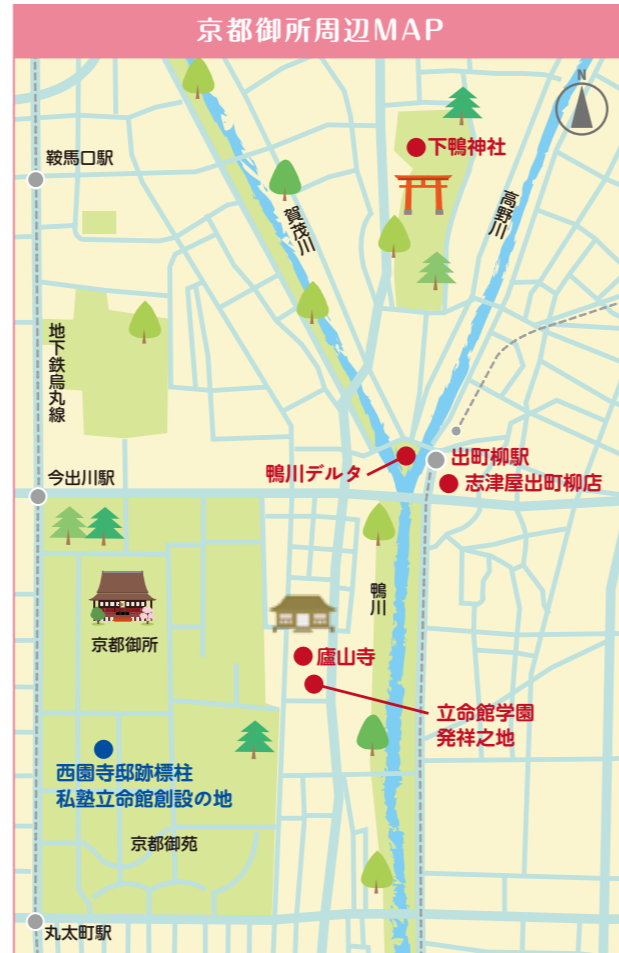 京都御所周辺MAP
N
下鴨神社
鞍馬口駅
賀茂川
高野川
地下鉄烏丸線
鴨川デルタ
出町柳駅
志津屋出町柳店
今出川駅
鴨川
京都御所
廬山寺
立命館学園
発祥之地
西園寺邸跡標柱
私塾立命館創設の地
京都御苑
丸太町駅